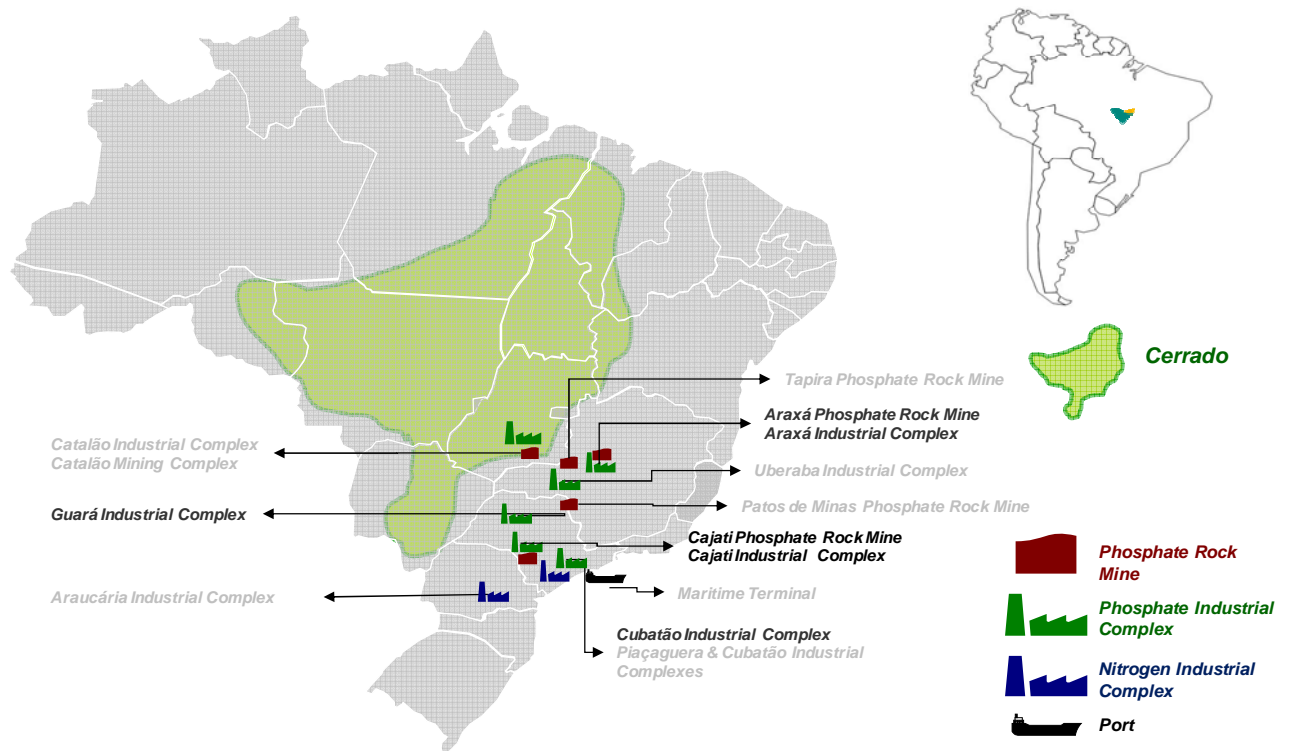 Cerrado
Tapira Phosphate Rock Mine
Araxá Phosphate Rock Mine
Araxá Industrial Complex
Catalão Industrial Complex
Catalão Mining Complex
Uberaba Industrial Complex
Patos de Minas Phosphate Rock Mine
Guará Industrial Complex
Cajati Phosphate Rock Mine
Cajati Industrial Complex
Araucária Industrial Complex
Maritime Terminal
Cubatão Industrial Complex
Piaçaguera & Cubatão Industrial
Complexes
Phosphate Rock
Mine
Phosphate Industrial
Complex
Nitrogen Industrial
Complex
Port